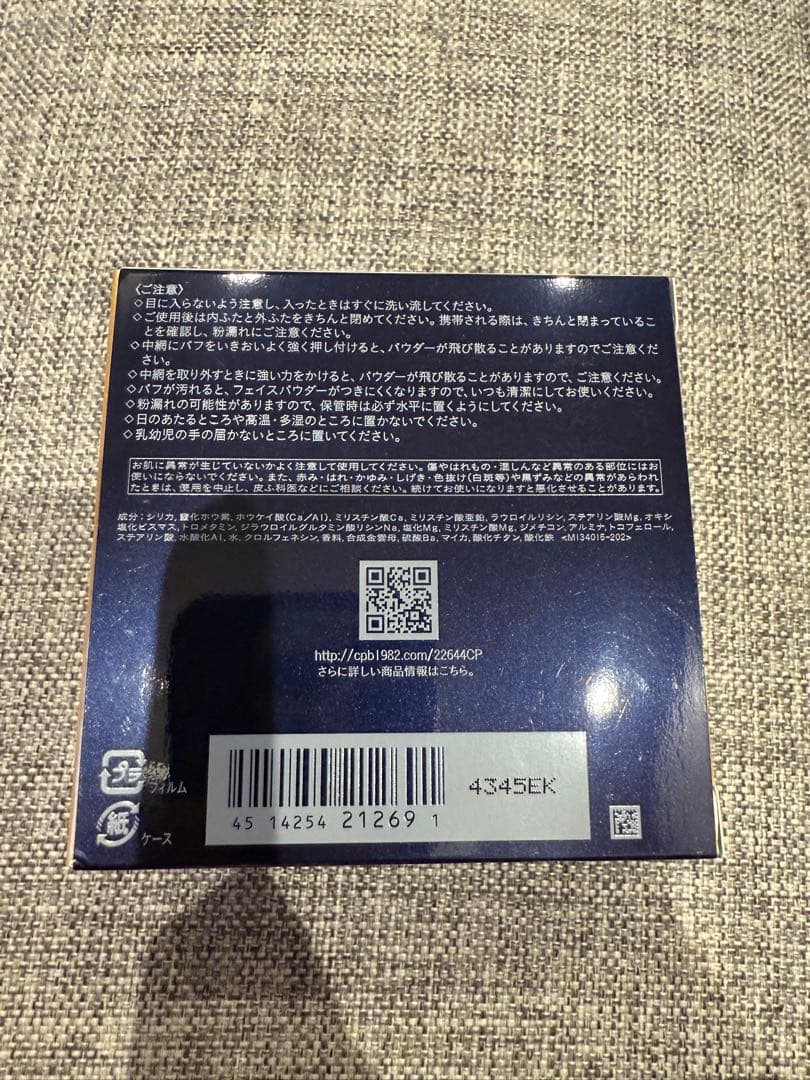 〈ご注意〉
◇目に入らないよう注意し、入ったときはすぐに洗い流してください。
◇ご使用後は内ふたと外ふたをきちんと閉めてください。携帯される際は、きちんと閉まっているこ
とを確認し、粉漏れにご注意ください。
◇中網にパフをいきおいよく強く押し付けると、パウダーが飛び散ることがありますのでご注意くだ
さい。
◇中網を取り外すときに強い力をかけると、パウダーが飛び散ることがありますので、ご注意ください。
◇パフが汚れると、フェイスパウダーがつきにくくなりますので、いつも清潔にしてお使いください。
◇粉漏れの可能性がありますので、保管時は必ず水平に置くようにしてください。
◇日のあたるところや高温・多湿のところに置かないでください。
◇乳幼児の手の届かないところに置いてください。
お肌に異常が生じていないかよく注意して使用してください。傷やはれもの・湿しんなど異常のある部位にはお
使いにならないでください。また、赤み・はれ・かゆみ・しげき・色抜け(白斑等)や黒ずみなどの異常があらわれ
たときは、使用を中止し、皮ふ科医などにご相談ください。続けてお使いになりますと悪化することがあります。
成分:シリカ, 窒化ホウ素, ホウケイ酸(Ca/Al), ミリスチン酸Ca, ミリスチン酸亜鉛, ラウロイルリシン, ステアリン酸Mg, オキシ
塩化ビスマス, トロメタミン, ジラウロイルグルタミン酸リシンNa, 塩化Mg, ミリスチン酸Mg, ジメチコン, アルミナ, トコフェロール,
ステアリン酸, 水酸化Al, 水, クロルフェネシン, 香料, 合成金雲母, 硫酸Ba, マイカ, 酸化チタン, 酸化鉄 <M134015-202>
http://cpb1982.com/22644CP
さらに詳しい商品情報はこちら。
プラ
フィルム
紙
ケース
4345EK
4514254212691